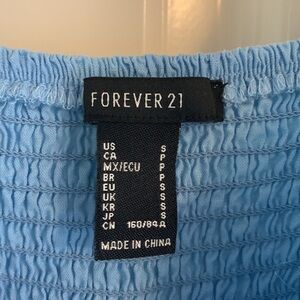 FOREVER 21
US S
CA P
MX/ECU P
BR P
EU S
UK S
KR S
JP S
CN 160/84A
MADE IN CHINA